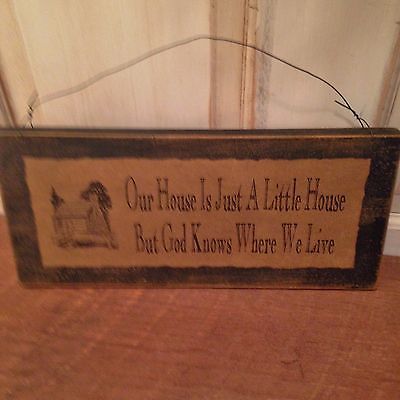 Our House Is Just A Little House
But God Knows Where We Live